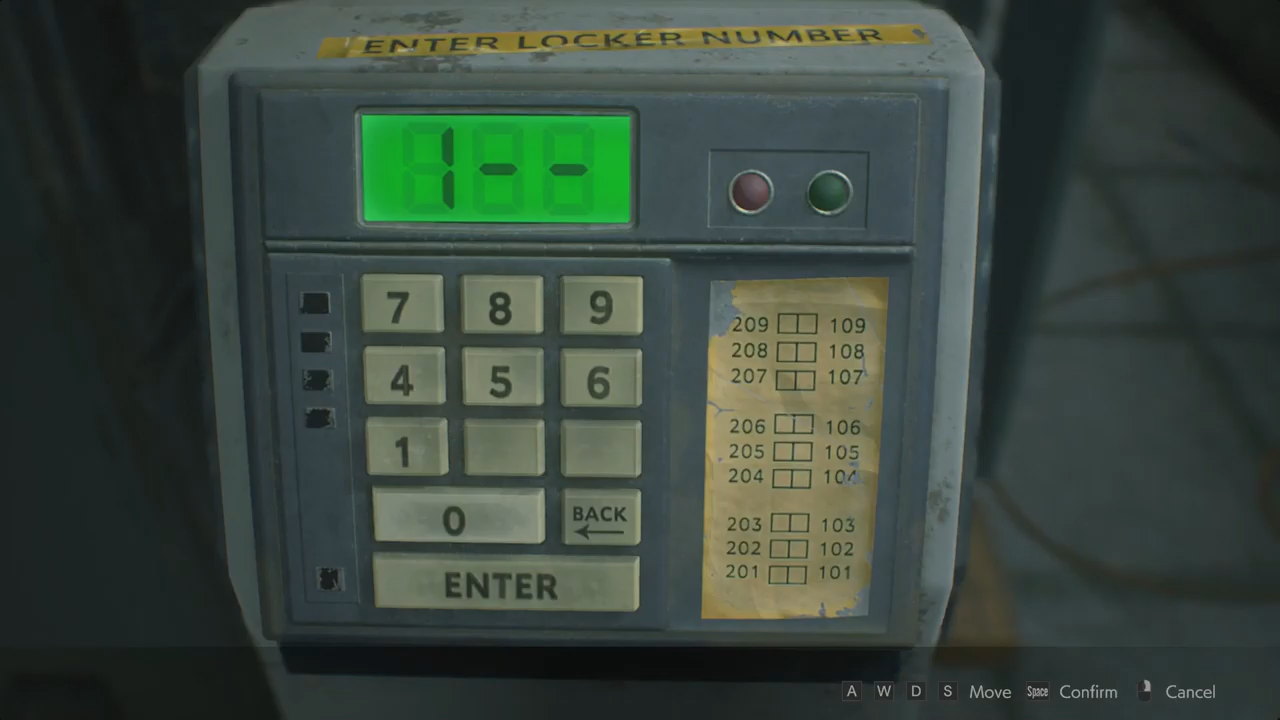 ENTER LOCKER NUMBER
1--
7 8 9
4 5 6
1
0 BACK
ENTER
209 109
208 108
207 107
206 106
205 105
204 104
203 103
202 102
201 101
A W D S Move Space Confirm Cancel